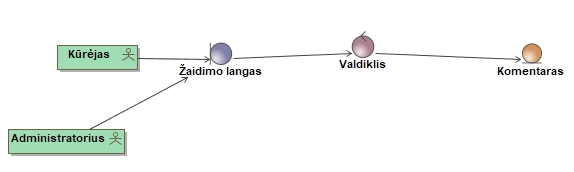 Kūrėjas
Žaidimo langas
Valdiklis
Komentaras
Administratorius